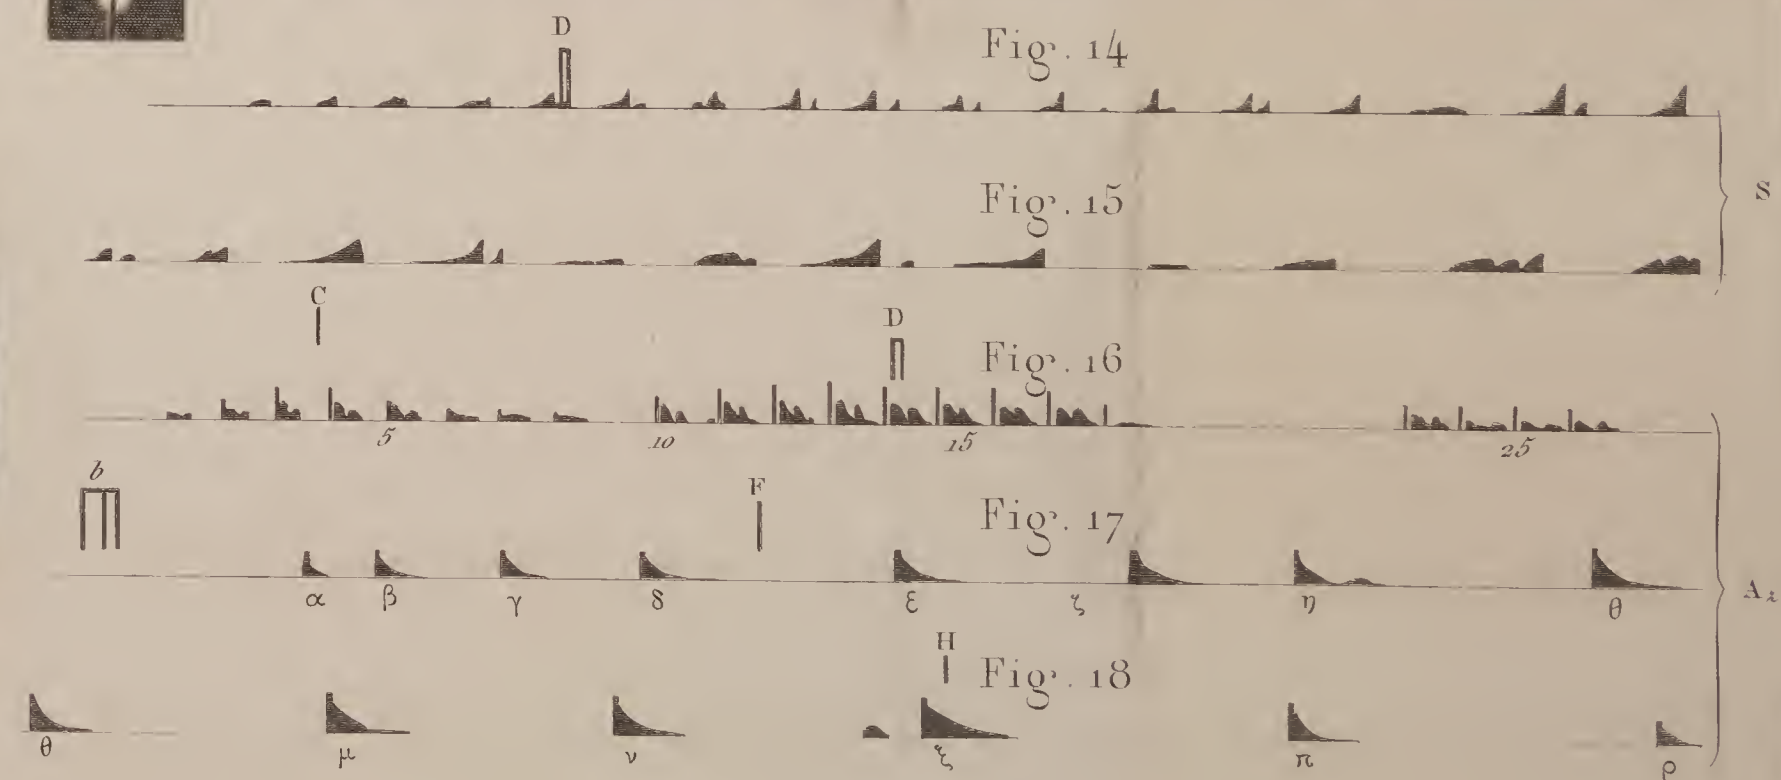 D
Fig. 14
S
Fig. 15
C
D
Fig. 16
5 10 15 25
b
F
Fig. 17
α β γ δ ε ζ η θ
A₂
H
Fig. 18
θ μ ν ξ π ρ